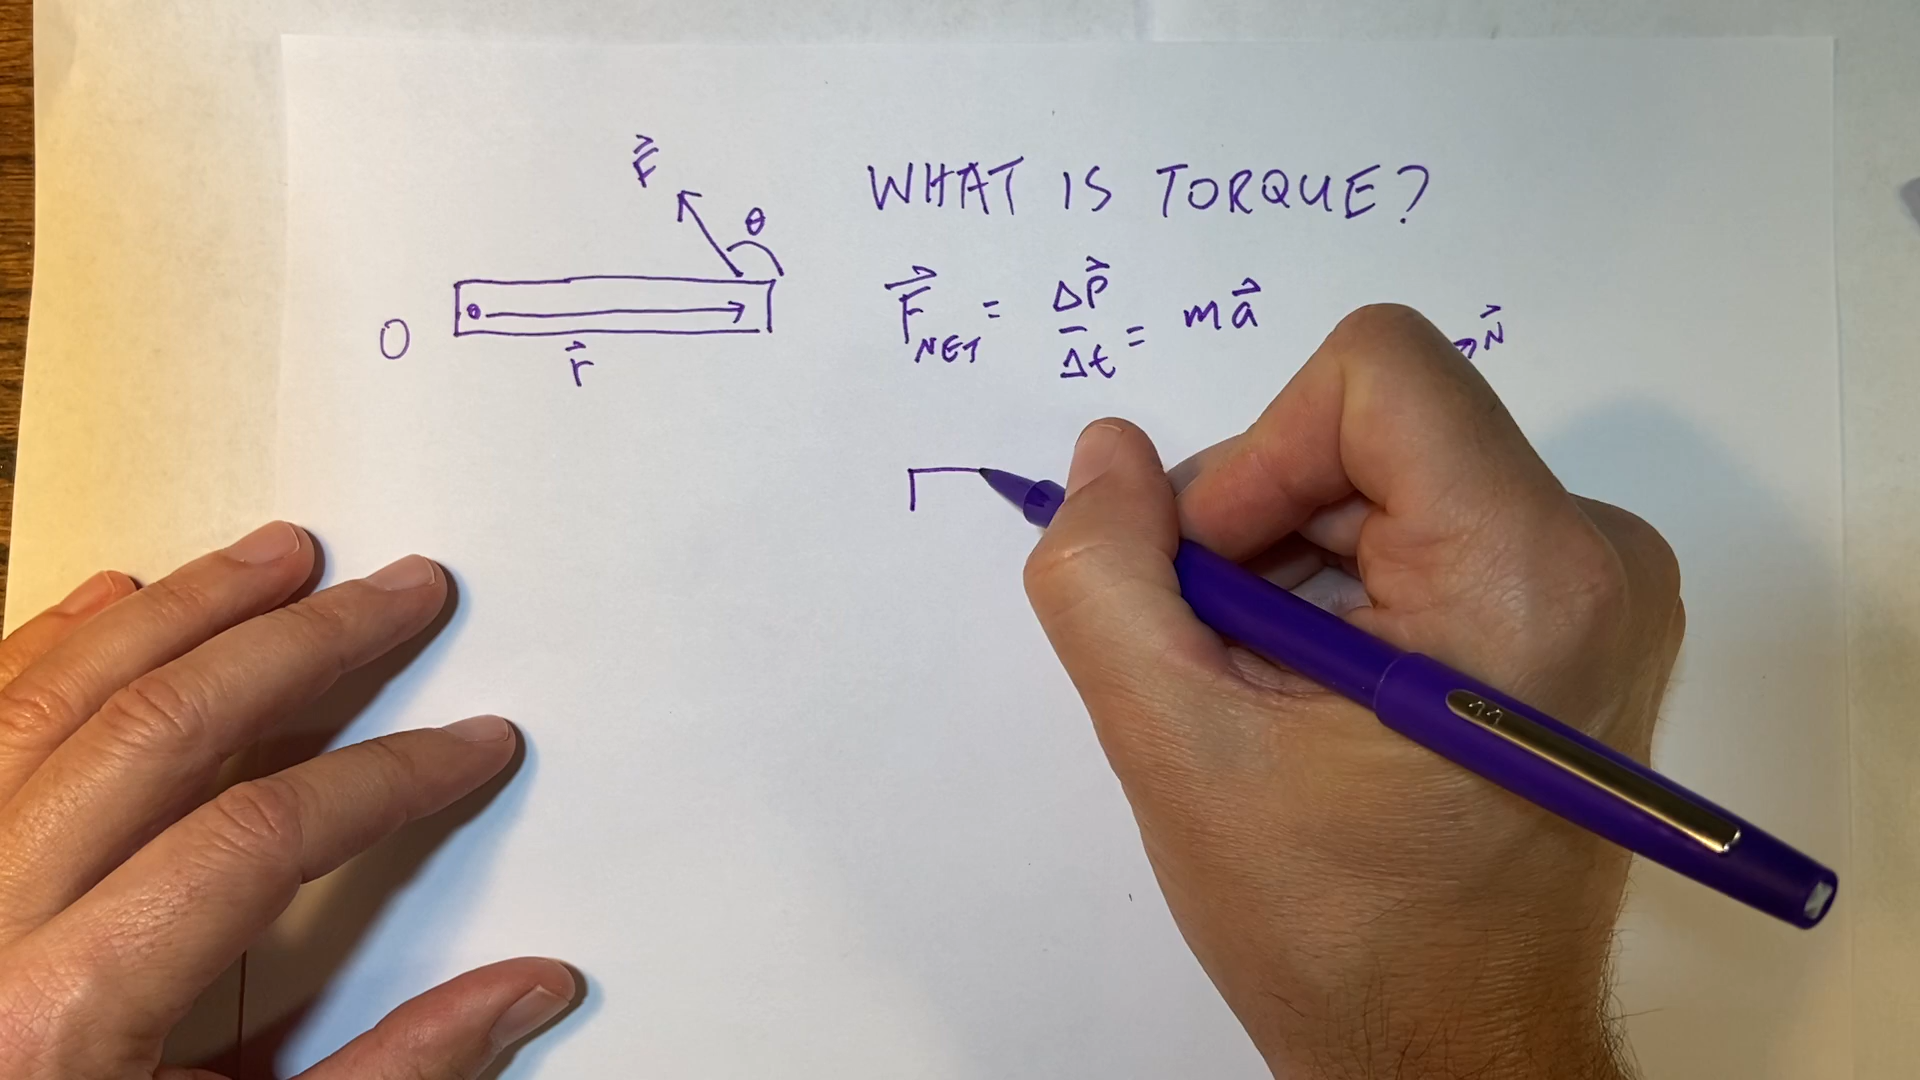 F⃗
θ
O
r⃗
WHAT IS TORQUE?
F⃗NET = Δp⃗/Δt = ma⃗
N⃗